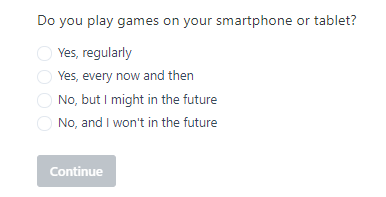 Do you play games on your smartphone or tablet?
Yes, regularly
Yes, every now and then
No, but I might in the future
No, and I won't in the future
Continue